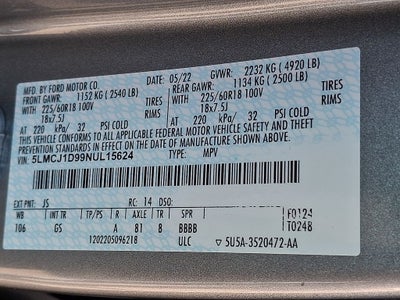 MFD. BY FORD MOTOR CO.
05/22 GVWR: 2232 KG ( 4920 LB)
FRONT GAWR: 1152 KG ( 2540 LB) 1134 KG ( 2500 LB)
225/60R18 100V TIRES 225/60R18 100V TIRES
18x7.5J 18x7.5J
AT 220 kPa/ 32 PSI COLD AT 220 kPa/ 32 PSI COLD
THIS VEHICLE CONFORMS TO ALL APPLICABLE FEDERAL MOTOR VEHICLE SAFETY, BUMPER, AND THEFT
PREVENTION STANDARDS IN EFFECT ON THE DATE OF MANUFACTURE SHOWN ABOVE.
VIN: 5LMCJ1D99NUL15624 TYPE: MPV
EXT PNT: JS RC: 14 DSO:
WB INT TR TP/PS R AXLE TR SPR
106 GS A 81 8 BBBB
F0124
T0248
1202205096218 ULC 5U5A-3520472-AA